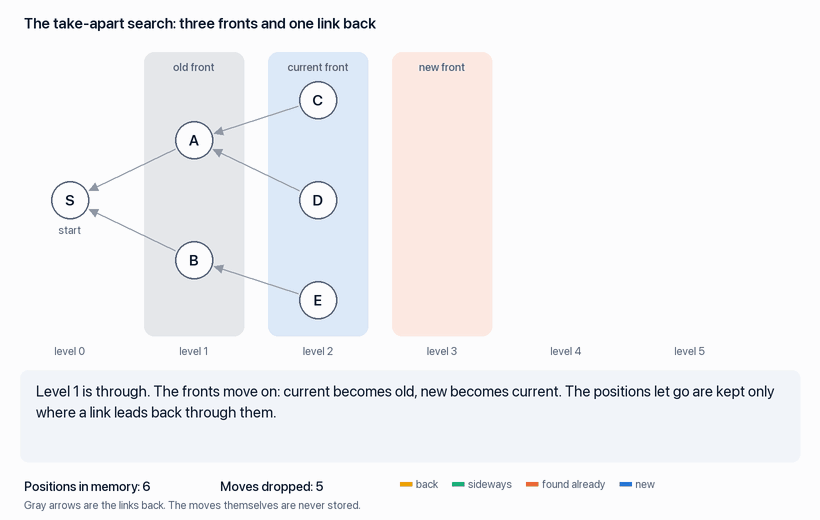 The take-apart search: three fronts and one link back
old front
current front
new front
C
A
S
D
start
B
E
level 0
level 1
level 2
level 3
level 4
level 5
Level 1 is through. The fronts move on: current becomes old, new becomes current. The positions let go are kept only
where a link leads back through them.
Positions in memory: 6
Moves dropped: 5
back
sideways
found already
new
Gray arrows are the links back. The moves themselves are never stored.